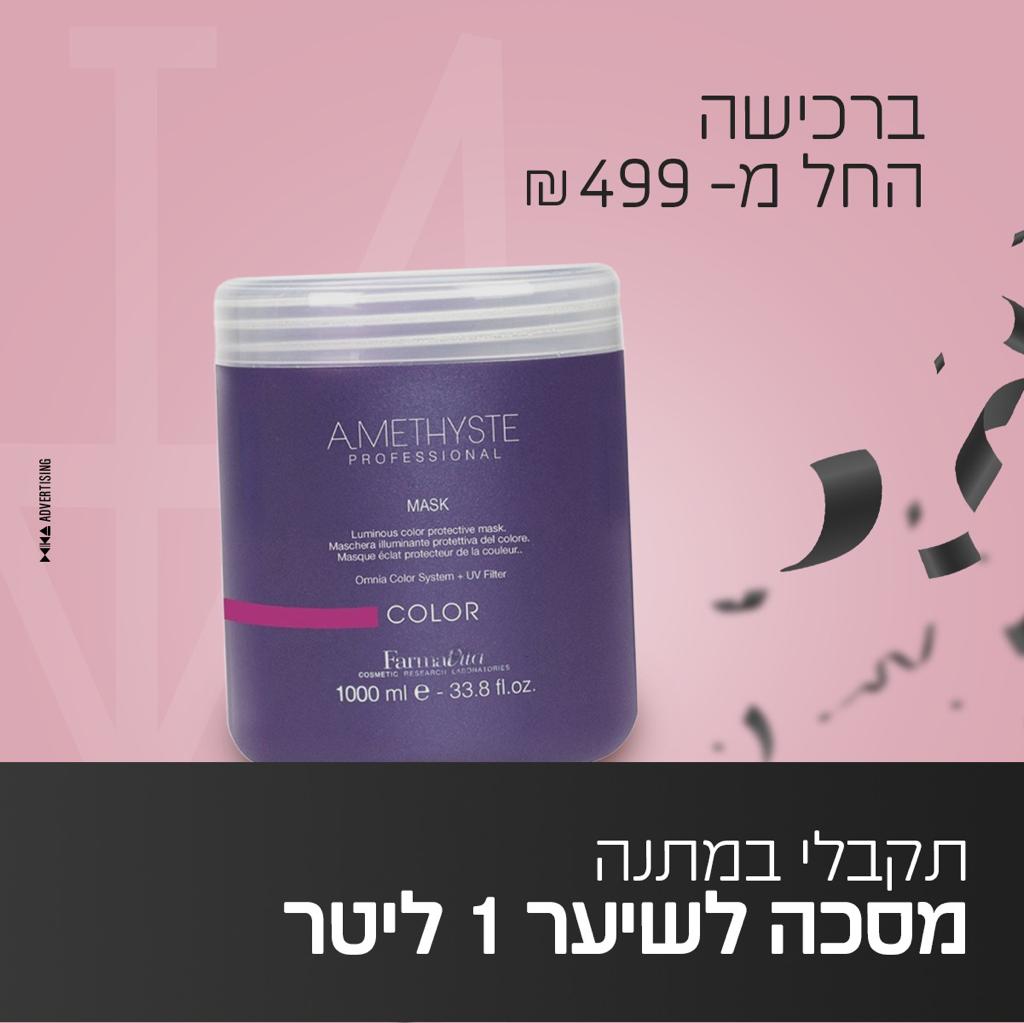 ברכישה
החל מ- 499 ₪
AMETHYSTE
PROFESSIONAL
MASK
Luminous color protective mask.
Maschera illuminante protettiva del colore.
Masque éclat protecteur de la couleur..
Omnia Color System + UV Filter
COLOR
FarmaVita
COSMETIC RESEARCH LABORATORIES
1000 ml e - 33.8 fl.oz.
ADVERTISING
תקבלי במתנה
מסכה לשיער 1 ליטר